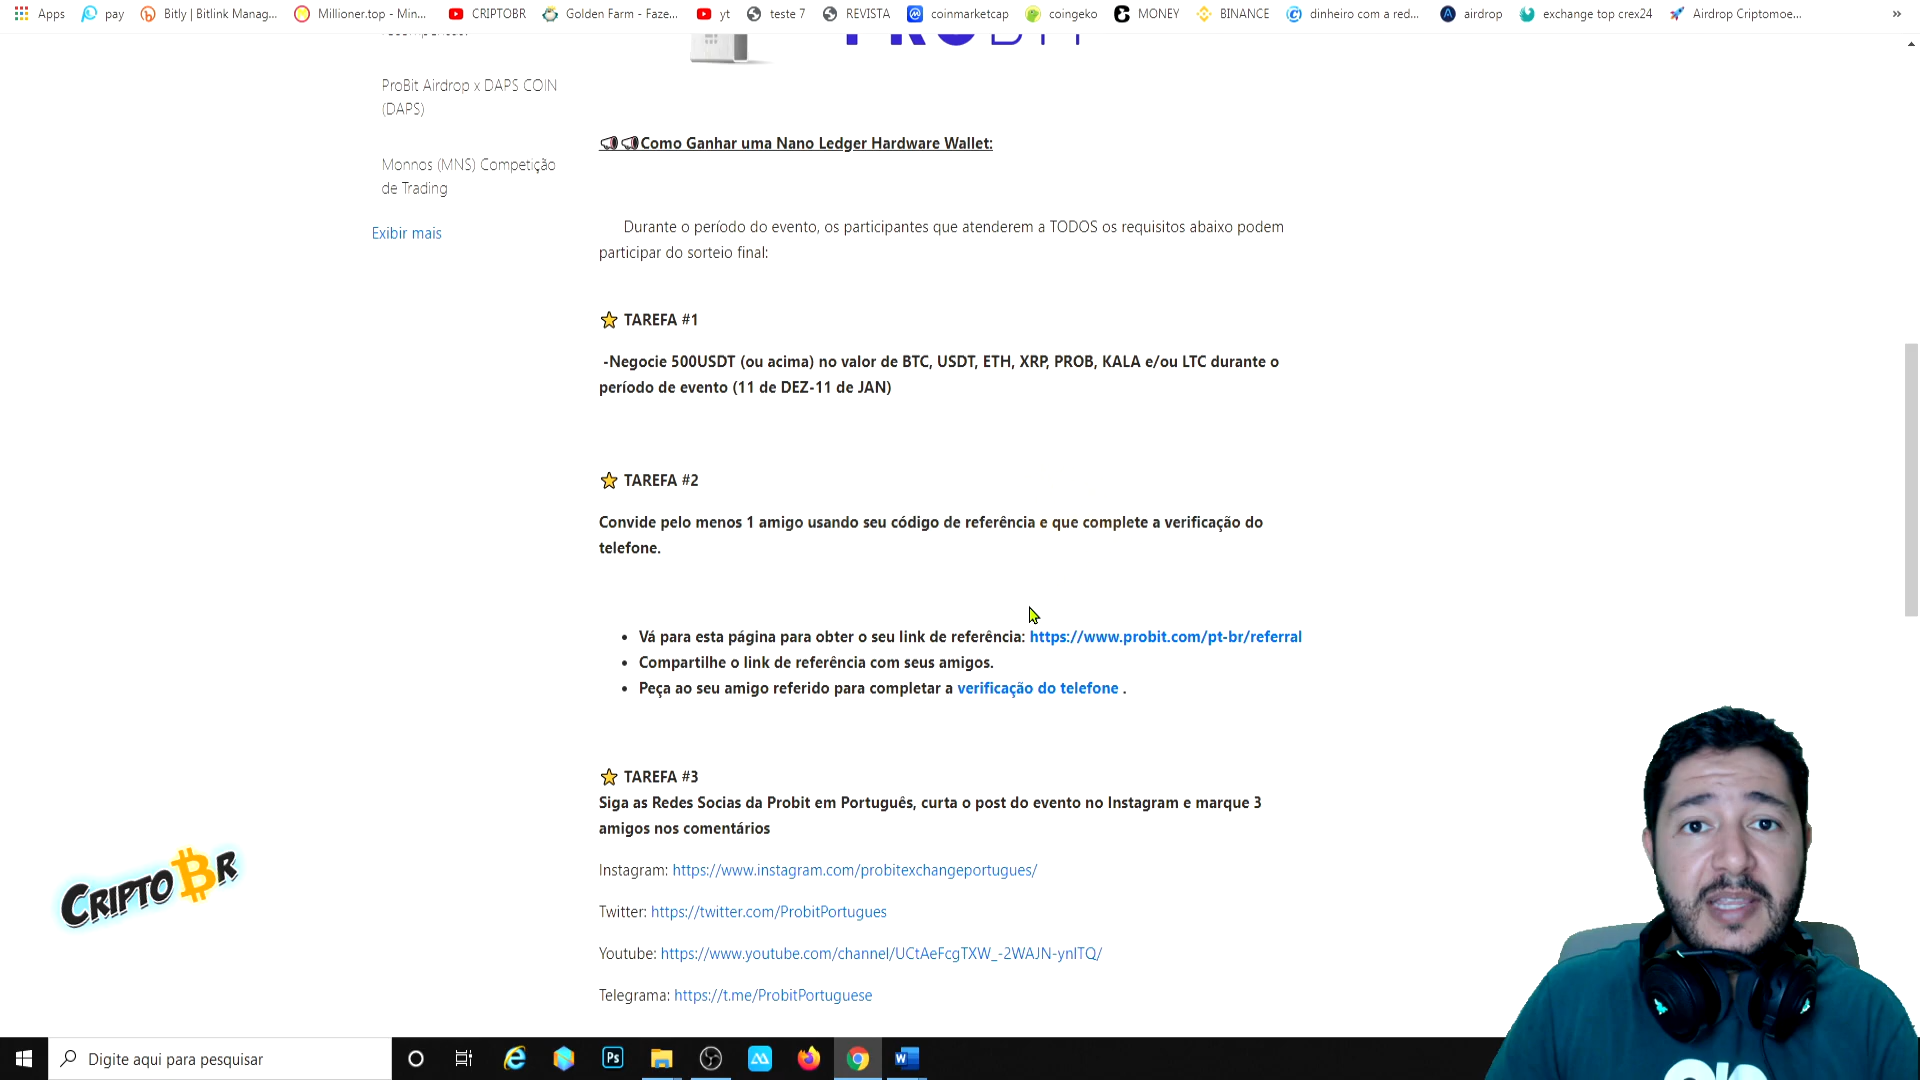 Apps pay Bitly | Bitlink Manag... Millioner.top - Min... CRIPTOBR Golden Farm - Faze... yt teste 7 REVISTA coinmarketcap coingeko MONEY BINANCE dinheiro com a red... airdrop exchange top crex24 Airdrop Criptomoe... »
PROBIT
ProBit Airdrop x DAPS COIN
(DAPS)
Monnos (MNS) Competição
de Trading
Exibir mais
Como Ganhar uma Nano Ledger Hardware Wallet:
Durante o período do evento, os participantes que atenderem a TODOS os requisitos abaixo podem
participar do sorteio final:
TAREFA #1
-Negocie 500USDT (ou acima) no valor de BTC, USDT, ETH, XRP, PROB, KALA e/ou LTC durante o
período de evento (11 de DEZ-11 de JAN)
TAREFA #2
Convide pelo menos 1 amigo usando seu código de referência e que complete a verificação do
telefone.
• Vá para esta página para obter o seu link de referência: https://www.probit.com/pt-br/referral
• Compartilhe o link de referência com seus amigos.
• Peça ao seu amigo referido para completar a verificação do telefone .
TAREFA #3
Siga as Redes Socias da Probit em Português, curta o post do evento no Instagram e marque 3
amigos nos comentários
Instagram: https://www.instagram.com/probitexchangeportugues/
Twitter: https://twitter.com/ProbitPortugues
Youtube: https://www.youtube.com/channel/UCtAeFcgTXW_-2WAJN-ynITQ/
Telegrama: https://t.me/ProbitPortuguese
CRIPTOBR
Digite aqui para pesquisar
Ps